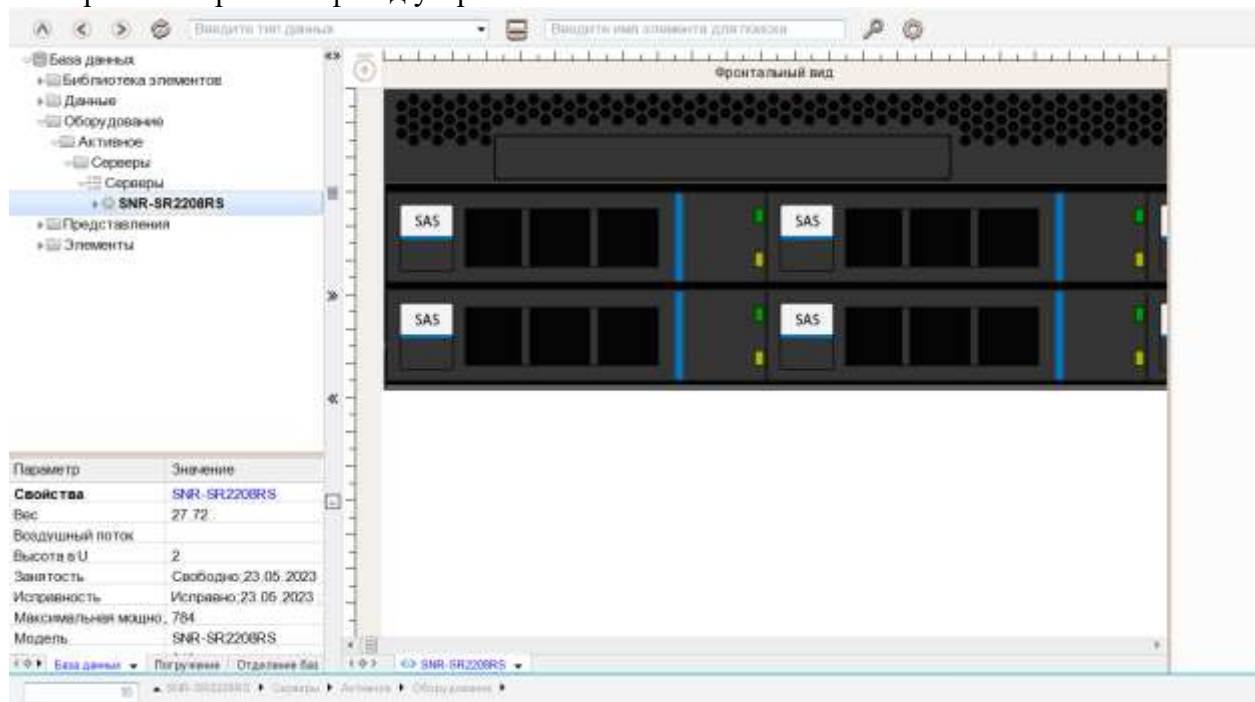 Введите тип данных
Введите имя элемента для поиска
База данных
Библиотека элементов
Данные
Оборудование
Активное
Серверы
Серверы
SNR-SR2208RS
Представления
Элементы
Фронтальный вид
SAS SAS
SAS SAS
Параметр Значение
Свойства SNR-SR2208RS
Вес 27.72
Воздушный поток
Высота в U 2
Занятость Свободно;23.05.2023
Исправность Исправно;23.05.2023
Максимальная мощно. 784
Модель SNR-SR2208RS
База данных Погружение Отделение баз
SNR-SR2208RS
10 SNR-SR2208RS Серверы Активное Оборудование